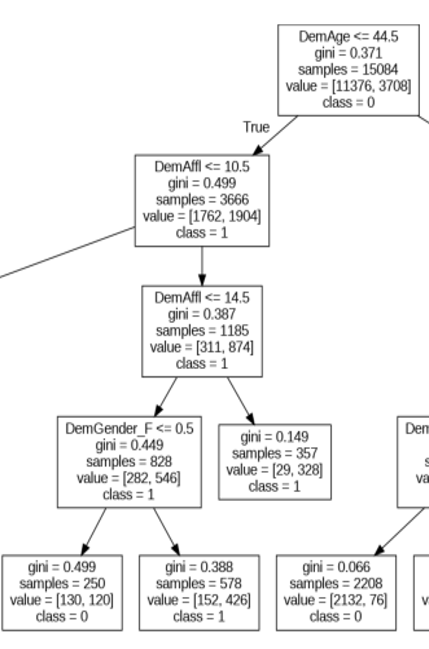 DemAge <= 44.5
gini = 0.371
samples = 15084
value = [11376, 3708]
class = 0
True
DemAffl <= 10.5
gini = 0.499
samples = 3666
value = [1762, 1904]
class = 1
DemAffl <= 14.5
gini = 0.387
samples = 1185
value = [311, 874]
class = 1
DemGender_F <= 0.5
gini = 0.449
samples = 828
value = [282, 546]
class = 1
gini = 0.149
samples = 357
value = [29, 328]
class = 1
Dem
s
va
gini = 0.499
samples = 250
value = [130, 120]
class = 0
gini = 0.388
samples = 578
value = [152, 426]
class = 1
gini = 0.066
samples = 2208
value = [2132, 76]
class = 0
v